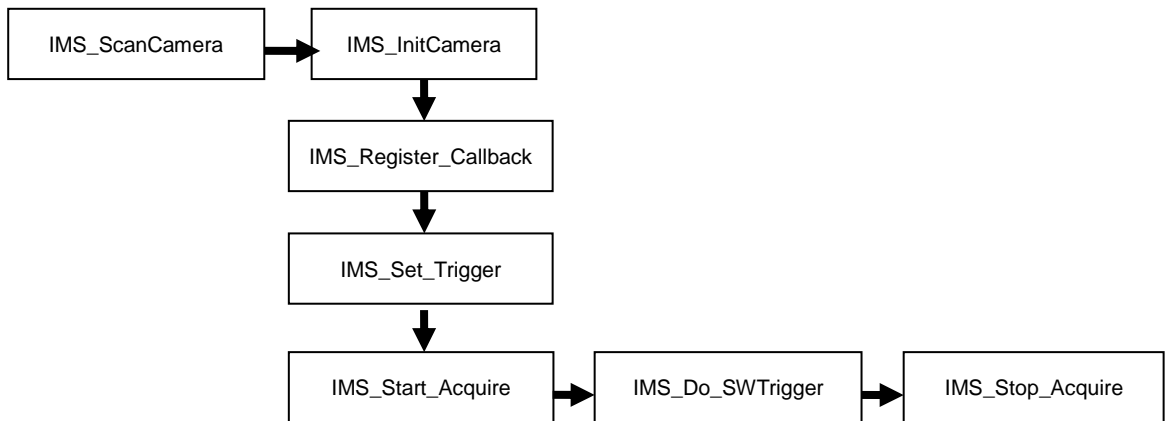 IMS_ScanCamera
IMS_InitCamera
IMS_Register_Callback
IMS_Set_Trigger
IMS_Start_Acquire
IMS_Do_SWTrigger
IMS_Stop_Acquire